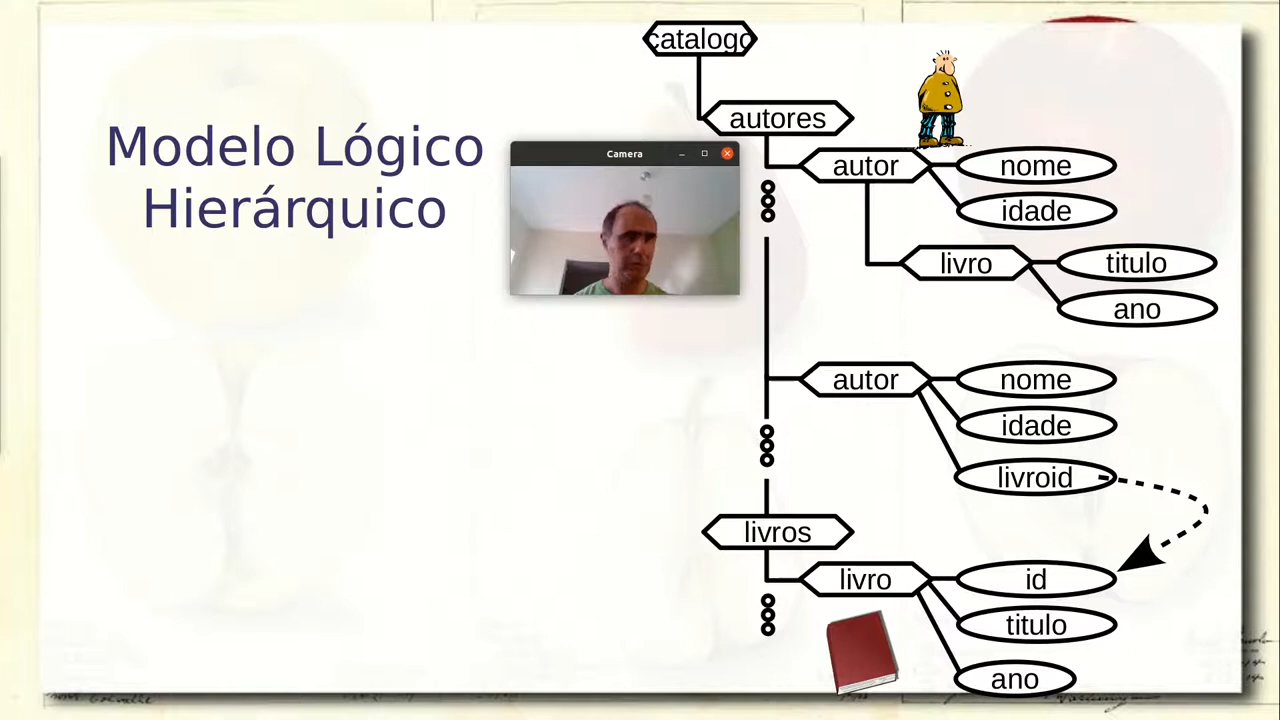 Modelo Lógico
Hierárquico
catalogo
autores
Camera
autor
nome
idade
livro
titulo
ano
autor
nome
idade
livroid
livros
livro
id
titulo
ano